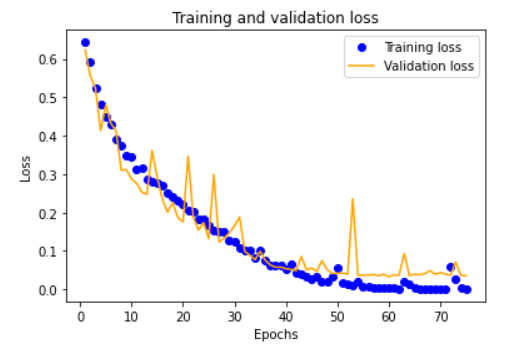 Training and validation loss
Training loss
Validation loss
0.6
0.5
0.4
0.3
0.2
0.1
0.0
Loss
0 10 20 30 40 50 60 70
Epochs